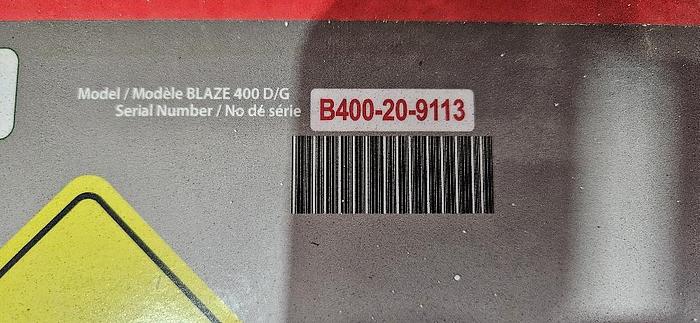 Model / Modèle BLAZE 400 D/G
Serial Number / No dé série B400-20-9113